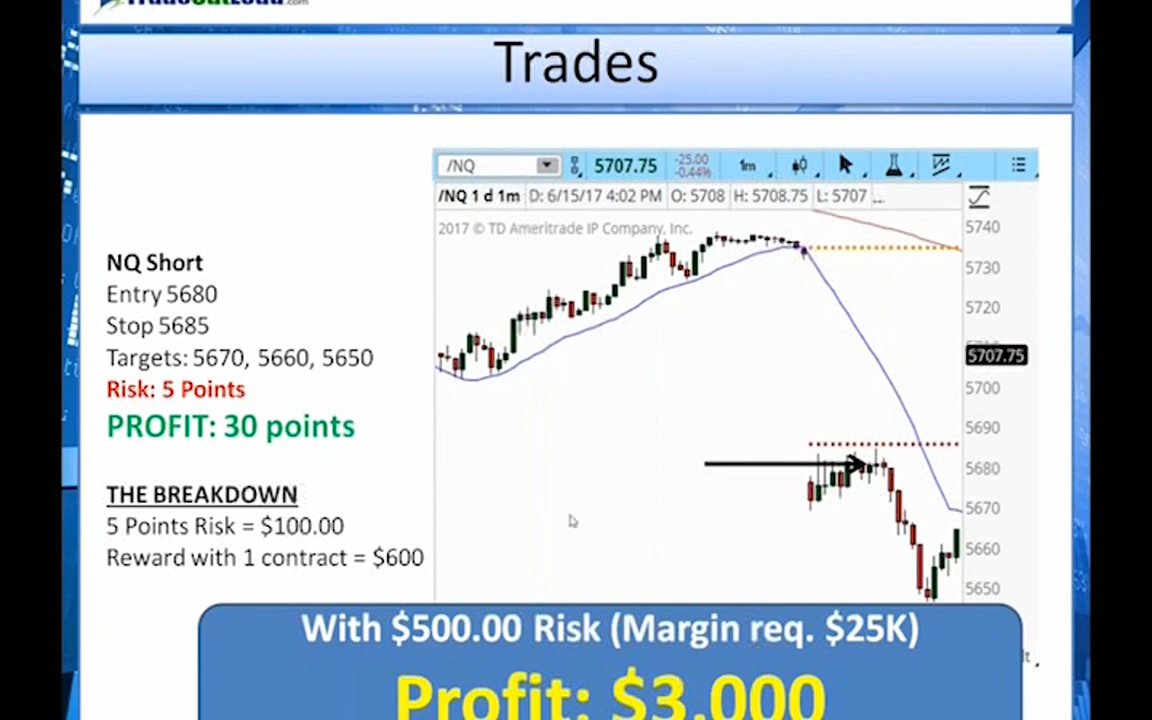 TradeOutLoud.com
Trades
/NQ 5707.75 -25.00 -0.44% 1m
/NQ 1 d 1m D: 6/15/17 4:02 PM O: 5708 H: 5708.75 L: 5707 ...
2017 © TD Ameritrade IP Company, Inc.
5740
5730
5720
5707.75
5700
5690
5680
5670
5660
5650
NQ Short
Entry 5680
Stop 5685
Targets: 5670, 5660, 5650
Risk: 5 Points
PROFIT: 30 points
THE BREAKDOWN
5 Points Risk = $100.00
Reward with 1 contract = $600
With $500.00 Risk (Margin req. $25K)
Profit: $3,000